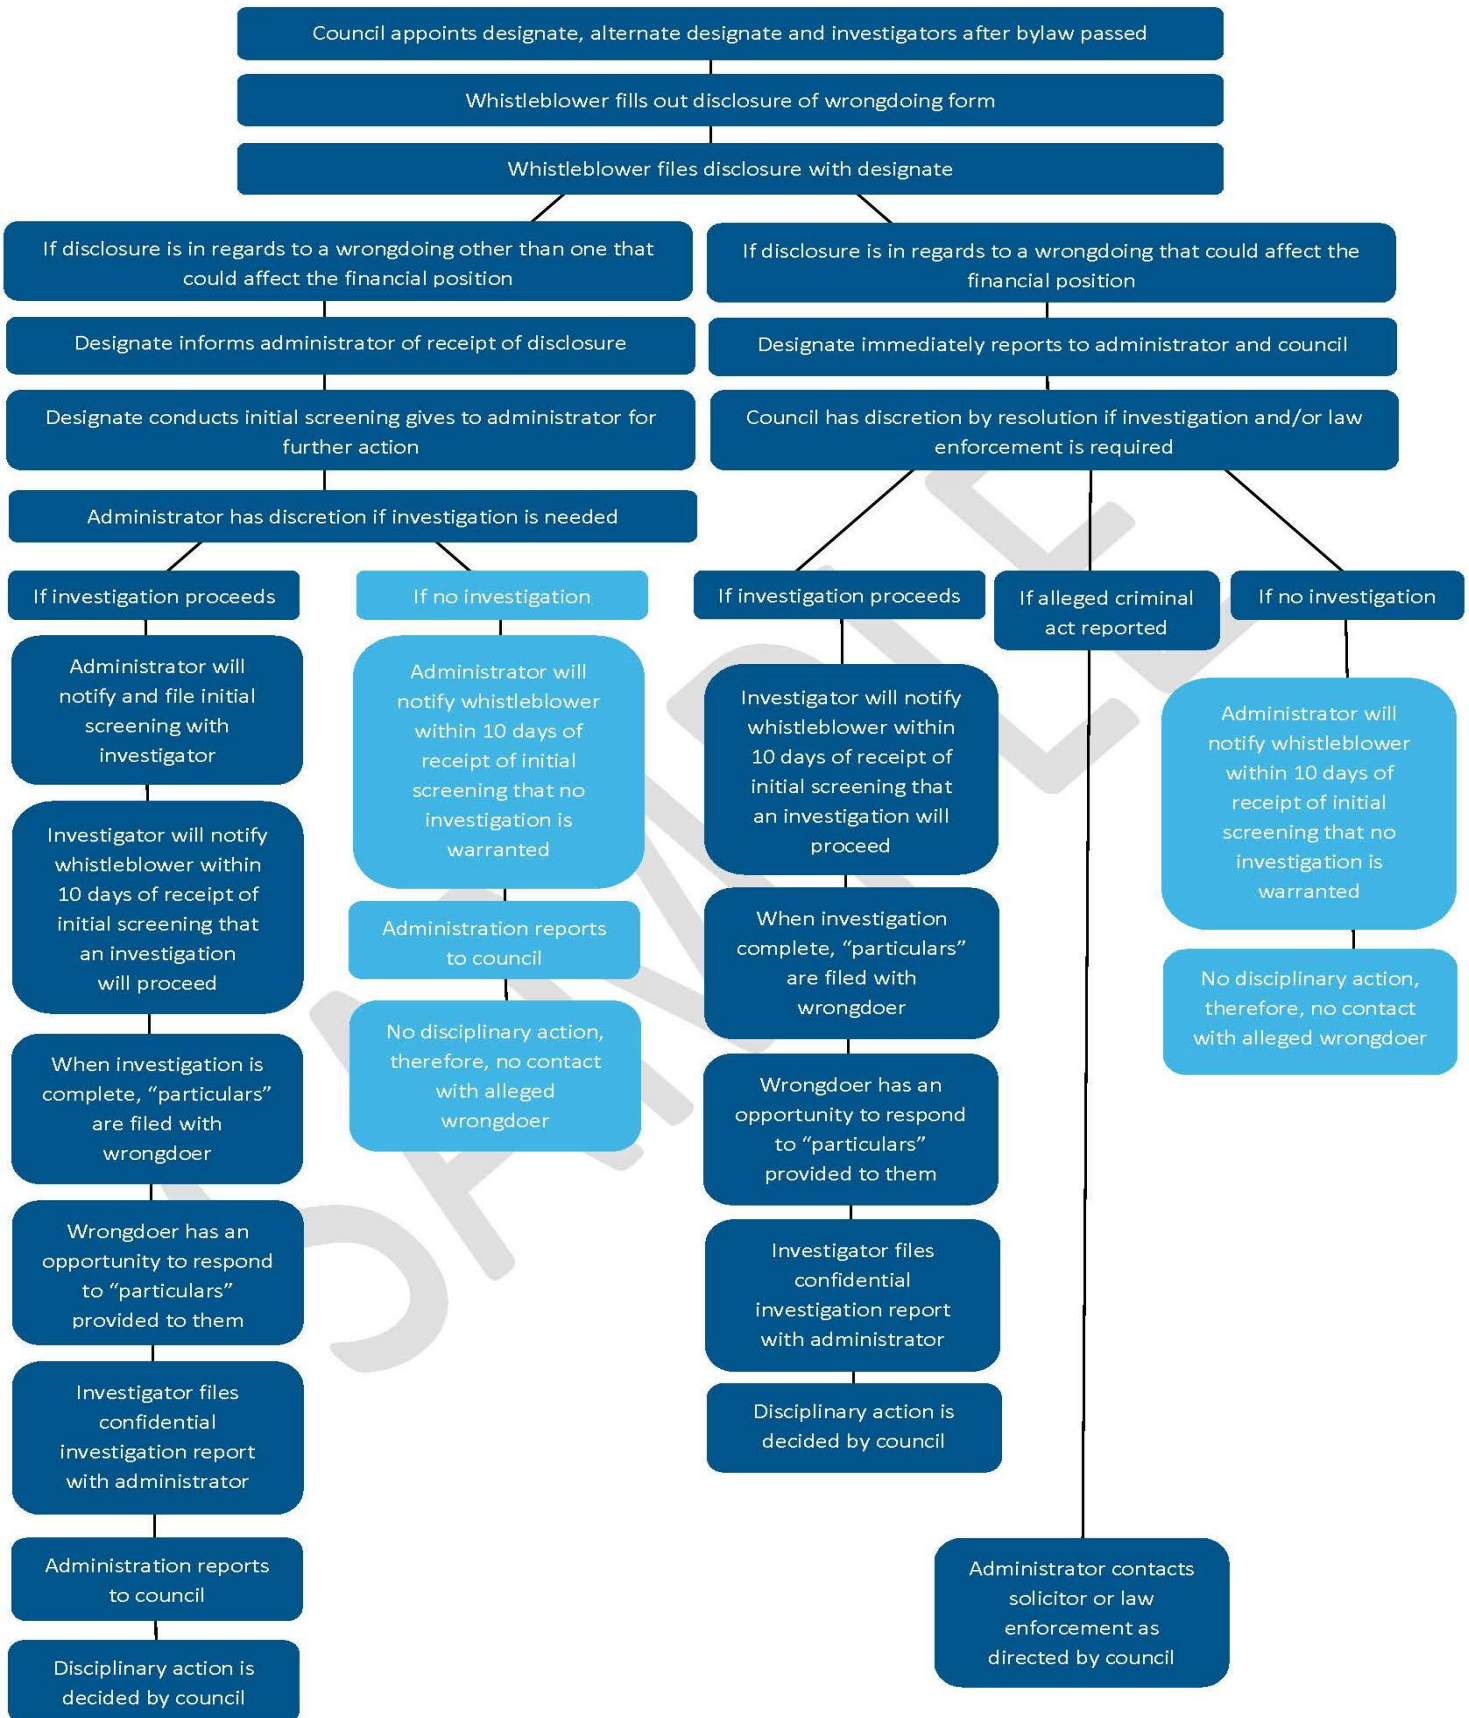 Council appoints designate, alternate designate and investigators after bylaw passed
Whistleblower fills out disclosure of wrongdoing form
Whistleblower files disclosure with designate
If disclosure is in regards to a wrongdoing other than one that
could affect the financial position
Designate informs administrator of receipt of disclosure
Designate conducts initial screening gives to administrator for
further action
Administrator has discretion if investigation is needed
If investigation proceeds
Administrator will
notify and file initial
screening with
investigator
Investigator will notify
whistleblower within
10 days of receipt of
initial screening that
an investigation
will proceed
When investigation is
complete, “particulars”
are filed with
wrongdoer
Wrongdoer has an
opportunity to respond
to “particulars”
provided to them
Investigator files
confidential
investigation report
with administrator
Administration reports
to council
Disciplinary action is
decided by council
If no investigation
Administrator will
notify whistleblower
within 10 days of
receipt of initial
screening that no
investigation is
warranted
Administration reports
to council
No disciplinary action,
therefore, no contact
with alleged
wrongdoer
If disclosure is in regards to a wrongdoing that could affect the
financial position
Designate immediately reports to administrator and council
Council has discretion by resolution if investigation and/or law
enforcement is required
If investigation proceeds
Investigator will notify
whistleblower within
10 days of receipt of
initial screening that
an investigation will
proceed
When investigation
complete, “particulars”
are filed with
wrongdoer
Wrongdoer has an
opportunity to respond
to “particulars”
provided to them
Investigator files
confidential
investigation report
with administrator
Disciplinary action is
decided by council
If alleged criminal
act reported
Administrator contacts
solicitor or law
enforcement as
directed by council
If no investigation
Administrator will
notify whistleblower
within 10 days of
receipt of initial
screening that no
investigation is
warranted
No disciplinary action,
therefore, no contact
with alleged wrongdoer
SAMPLE